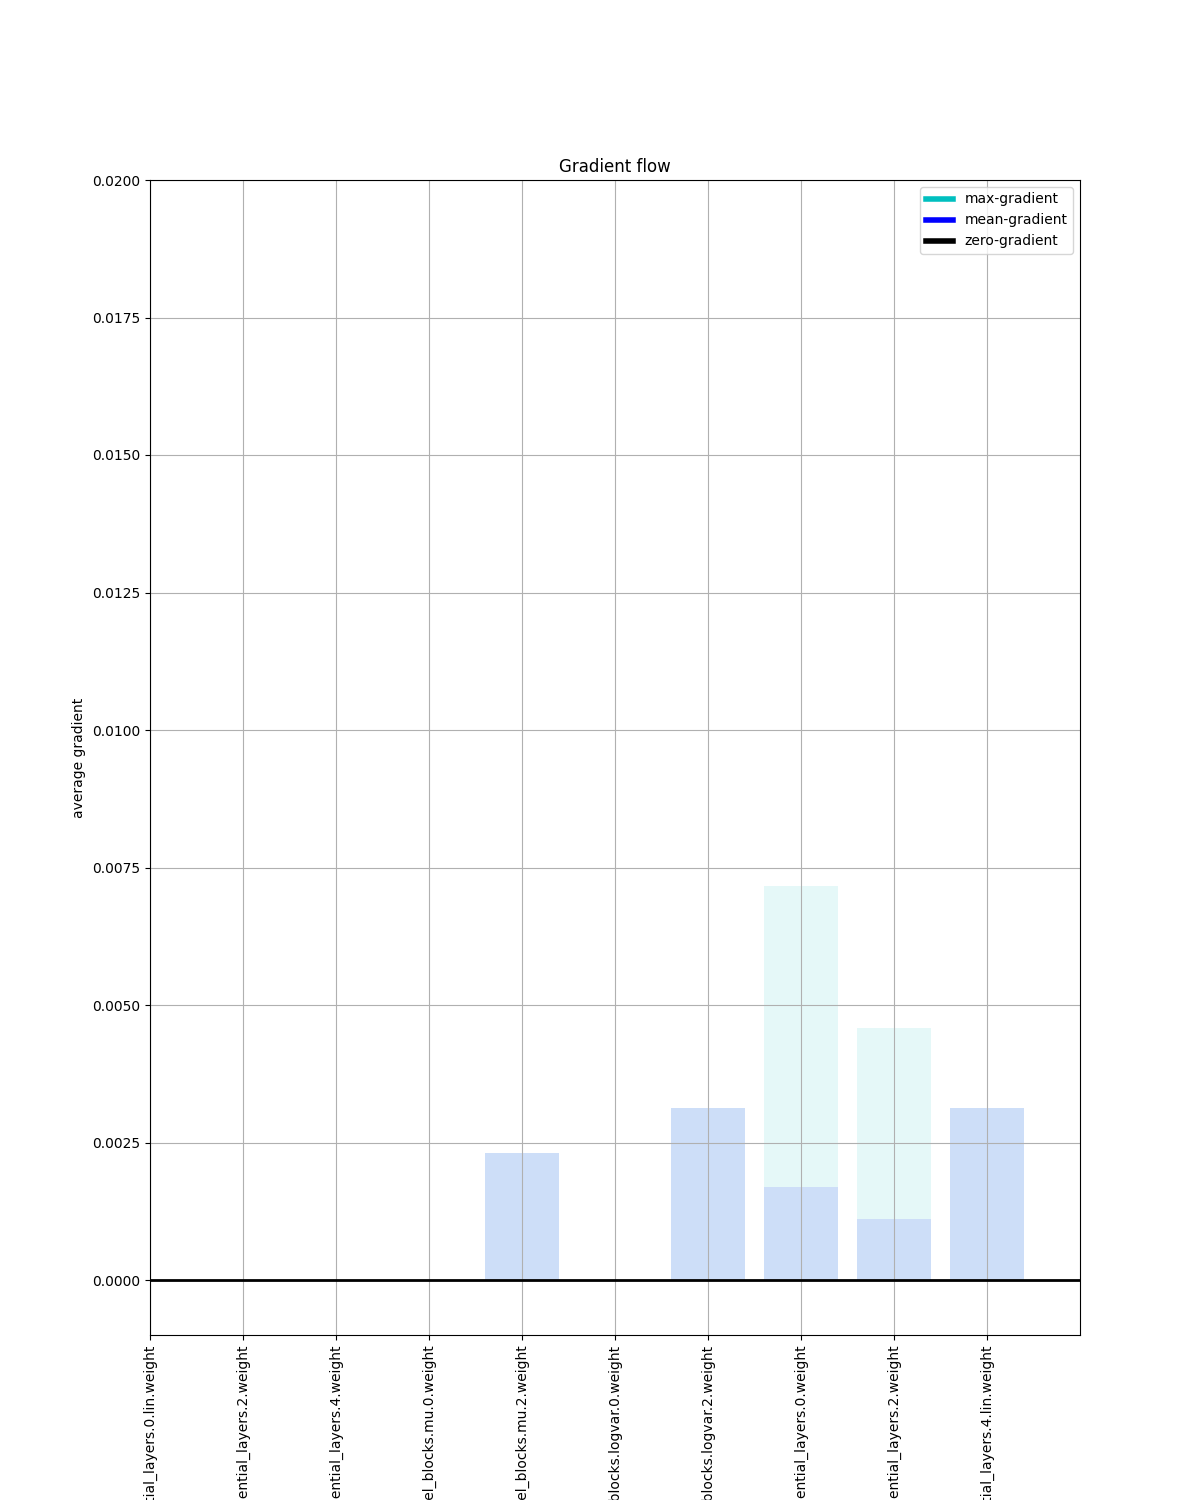 Gradient flow
max-gradient
mean-gradient
zero-gradient
0.0200
0.0175
0.0150
0.0125
0.0100
0.0075
0.0050
0.0025
0.0000
average gradient
tial_layers.0.lin.weight
ential_layers.2.weight
ential_layers.4.weight
el_blocks.mu.0.weight
el_blocks.mu.2.weight
blocks.logvar.0.weight
blocks.logvar.2.weight
ential_layers.0.weight
ential_layers.2.weight
tial_layers.4.lin.weight